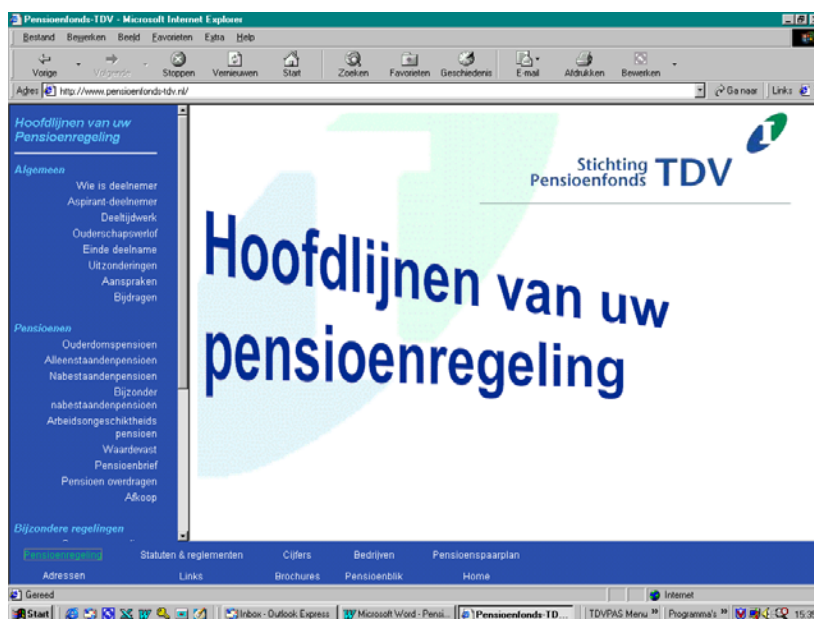 Pensioenfonds-TDV - Microsoft Internet Explorer
Bestand Bewerken Beeld Favorieten Extra Help
Vorige Volgende Stoppen Vernieuwen Start Zoeken Favorieten Geschiedenis E-mail Afdrukken Bewerken
Adres http://www.pensioenfonds-tdv.nl/ Ga naar Links
Hoofdlijnen van uw
Pensioenregeling
Algemeen
Wie is deelnemer
Aspirant-deelnemer
Deeltijdwerk
Ouderschapsverlof
Einde deelname
Uitzonderingen
Aanspraken
Bijdragen
Pensioenen
Ouderdomspensioen
Alleenstaandenpensioen
Nabestaandenpensioen
Bijzonder
nabestaandenpensioen
Arbeidsongeschiktheids
pensioen
Waardevast
Pensioenbrief
Pensioen overdragen
Afkoop
Bijzondere regelingen
Stichting
Pensioenfonds TDV
Hoofdlijnen van uw
pensioenregeling
Pensioenregeling Statuten & reglementen Cijfers Bedrijven Pensioenspaarplan
Adressen Links Brochures Pensioenblik Home
Gereed Internet
Start Inbox - Outlook Express Microsoft Word - Pensi... Pensioenfonds-TD... TDVPAS Menu » Programma's »